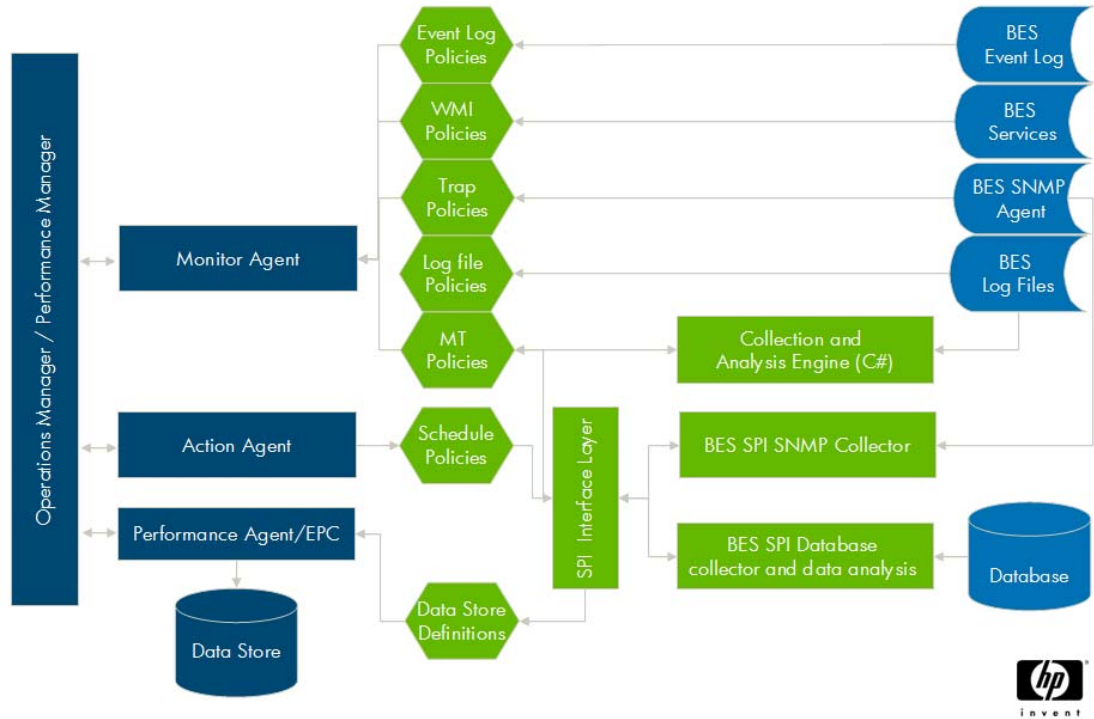 Operations Manager / Performance Manager
Event Log
Policies
BES
Event Log
WMI
Policies
BES
Services
Trap
Policies
BES SNMP
Agent
Monitor Agent
Log file
Policies
BES
Log Files
MT
Policies
Collection and
Analysis Engine (C#)
Action Agent
Schedule
Policies
SPI Interface Layer
BES SPI SNMP Collector
Performance Agent/EPC
BES SPI Database
collector and data analysis
Database
Data Store
Data Store
Definitions
hp
invent